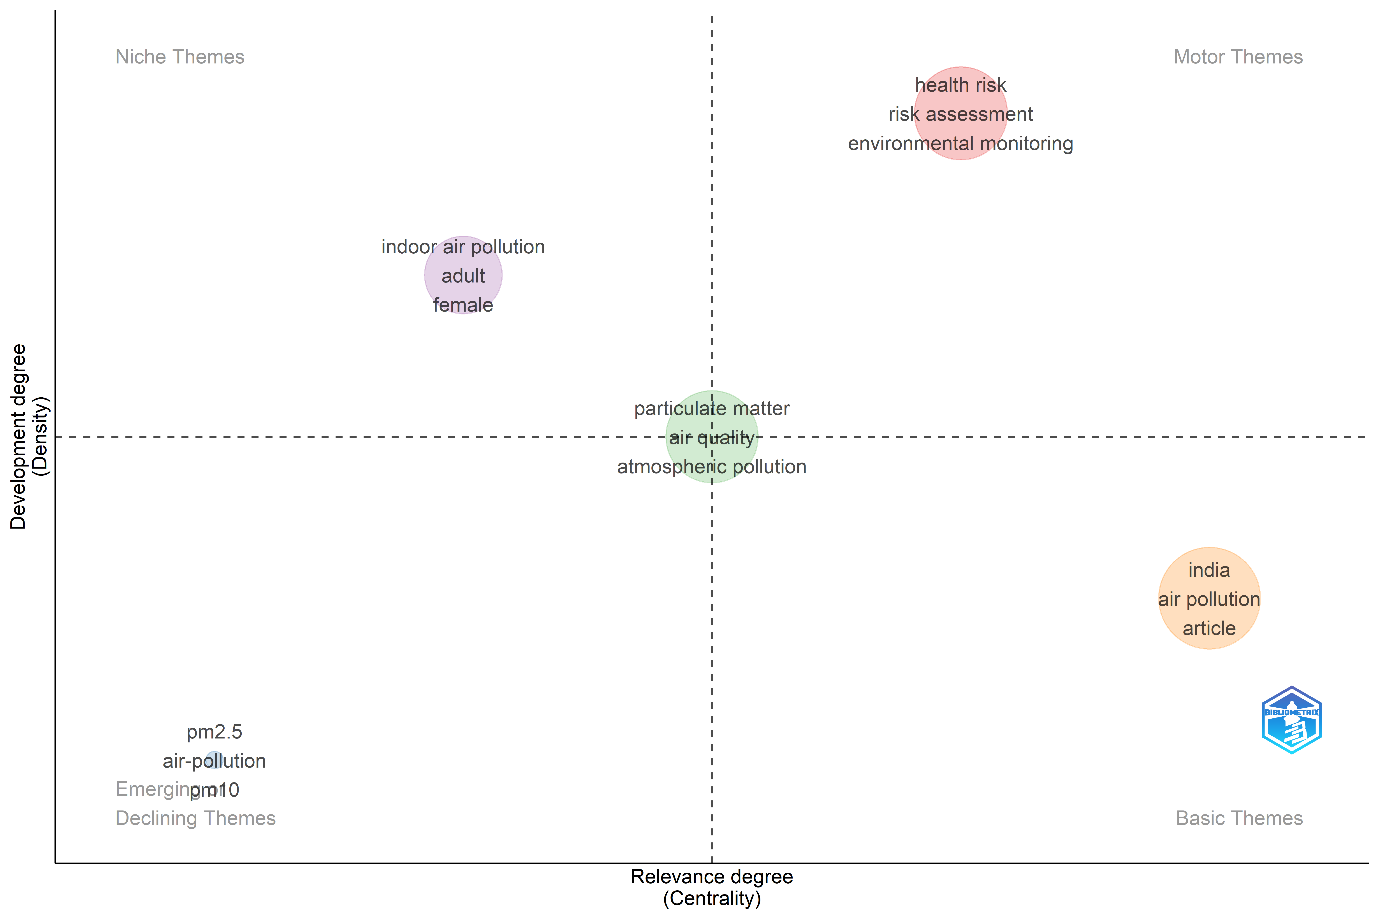 Niche Themes
Motor Themes
health risk
risk assessment
environmental monitoring
indoor air pollution
adult
female
particulate matter
air quality
atmospheric pollution
india
air pollution
article
BIBLIOMETRIX
pm2.5
air-pollution
pm10
Emerging or
Declining Themes
Basic Themes
Development degree
(Density)
Relevance degree
(Centrality)